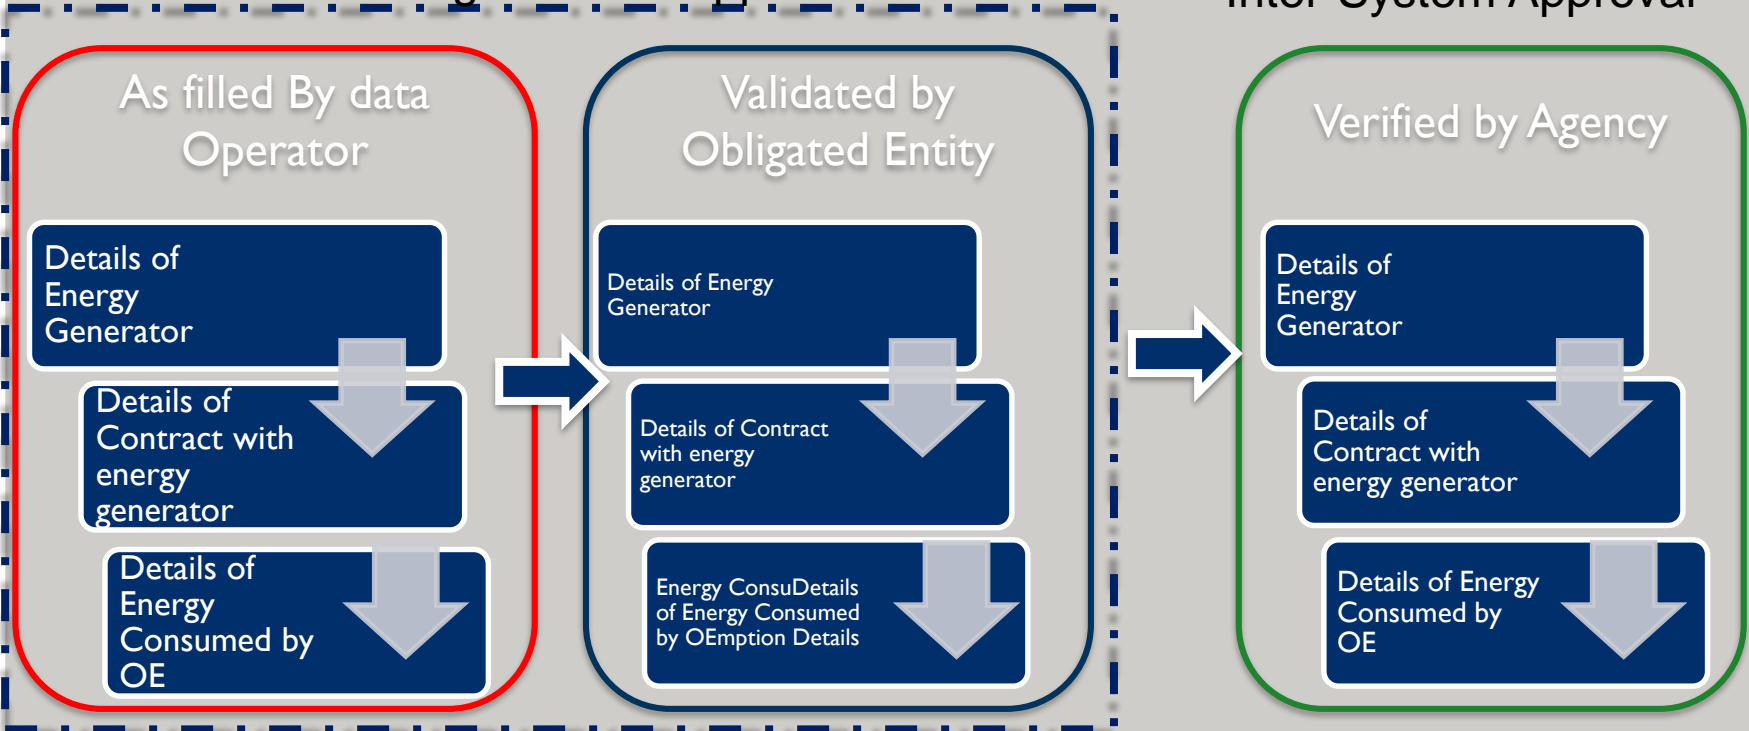 Inter System Approval
As filled By data
Operator
Details of
Energy
Generator
Details of
Contract with
energy
generator
Details of
Energy
Consumed by
OE
Validated by
Obligated Entity
Details of Energy
Generator
Details of Contract
with energy
generator
Energy ConsuDetails
of Energy Consumed
by OEmption Details
Verified by Agency
Details of
Energy
Generator
Details of
Contract with
energy generator
Details of Energy
Consumed by
OE